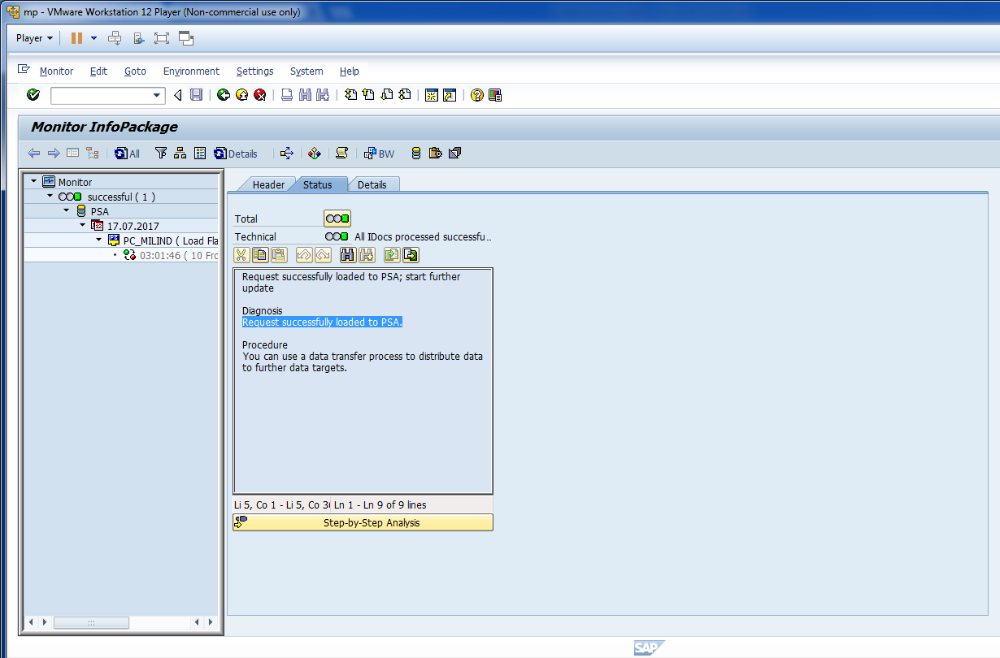 mp - VMware Workstation 12 Player (Non-commercial use only)
Player
Monitor Edit Goto Environment Settings System Help
Monitor InfoPackage
All Details BW
Monitor
successful ( 1 )
PSA
17.07.2017
PC_MILIND ( Load Fla
03:01:46 ( 10 Fro
Header Status Details
Total
Technical All IDocs processed successfu...
Request successfully loaded to PSA; start further
update
Diagnosis
Request successfully loaded to PSA.
Procedure
You can use a data transfer process to distribute data
to further data targets.
Li 5, Co 1 - Li 5, Co 36 Ln 1 - Ln 9 of 9 lines
Step-by-Step Analysis
SAP